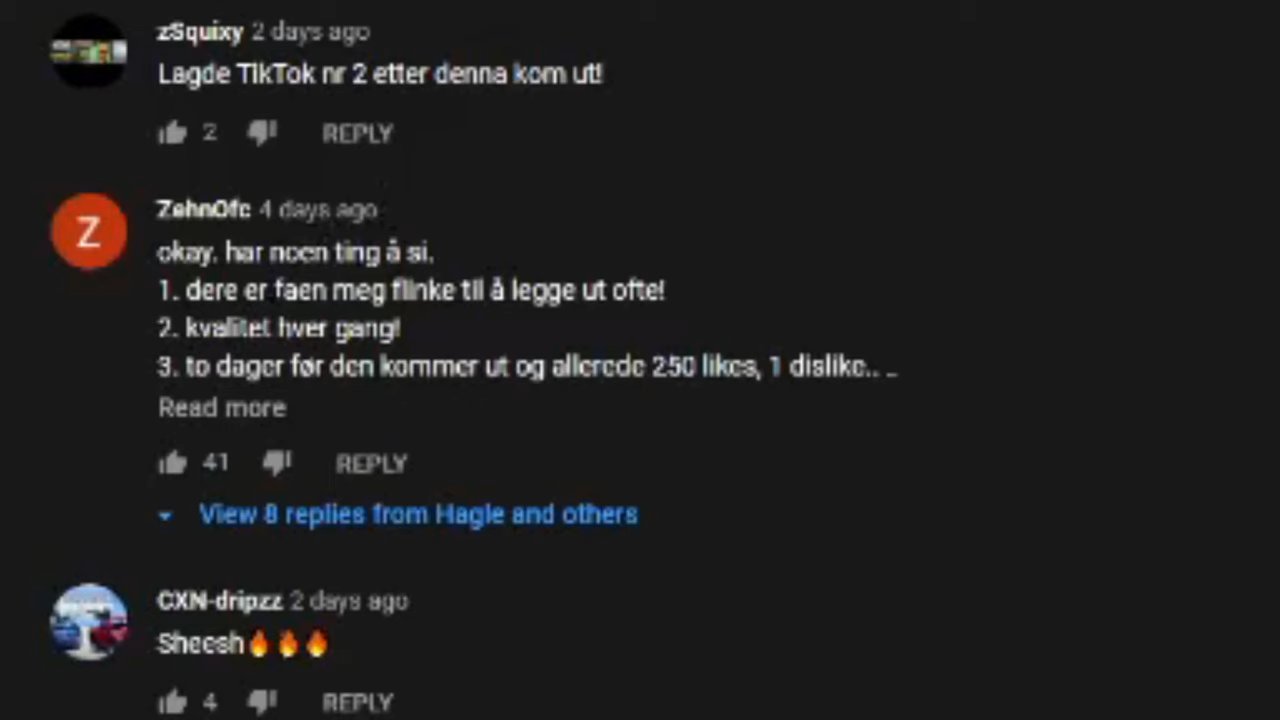 zSquixy 2 days ago
Lagde TikTok nr 2 etter denna kom ut!
2 REPLY
Z
ZehnOfc 4 days ago
okay. har noen ting å si.
1. dere er faen meg flinke til å legge ut ofte!
2. kvalitet hver gang!
3. to dager før den kommer ut og allerede 250 likes, 1 dislike.. ..
Read more
41 REPLY
View 8 replies from Hagle and others
CXN-dripzz 2 days ago
Sheesh🔥🔥🔥
4 REPLY